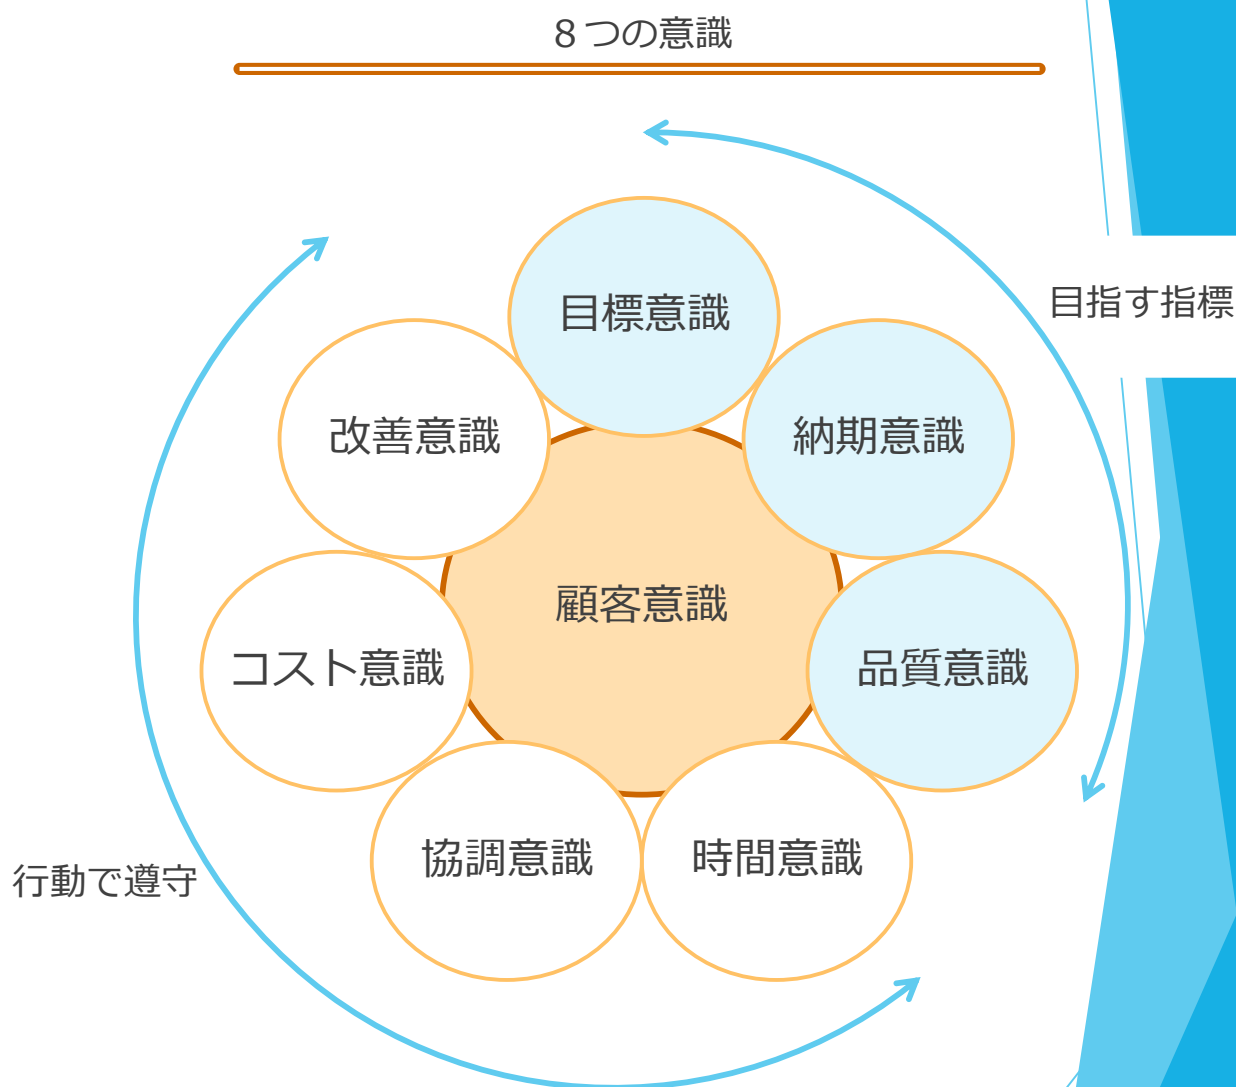 ８つの意識
目標意識
目指す指標
改善意識
納期意識
顧客意識
コスト意識
品質意識
協調意識
時間意識
行動で遵守